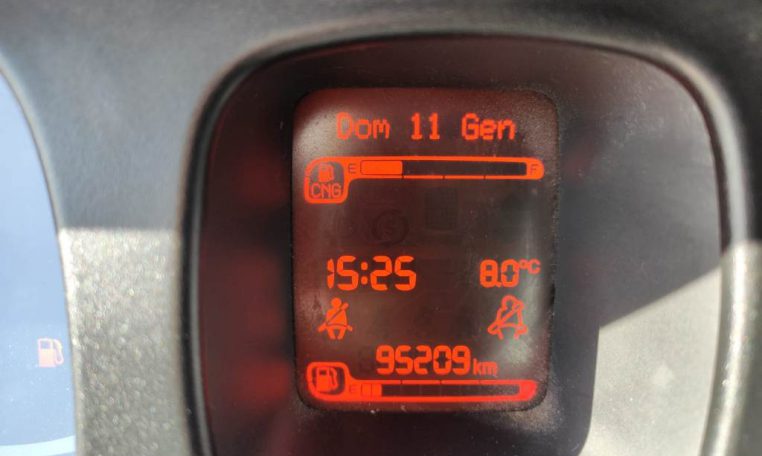 Dom 11 Gen
E F
CNG
15:25 8.0°C
95209 km
E